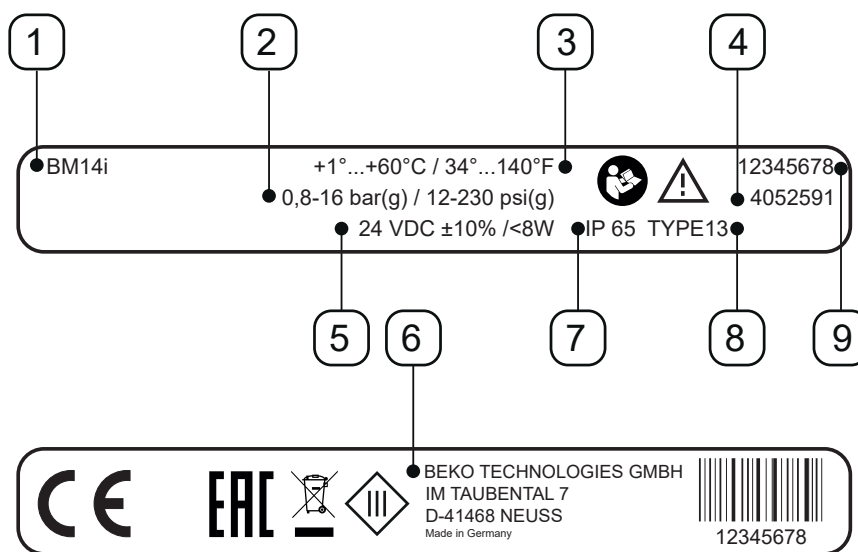 1 2 3 4
BM14i +1°...+60°C / 34°...140°F 12345678
0,8-16 bar(g) / 12-230 psi(g) 4052591
24 VDC ±10% /<8W IP 65 TYPE13
5 6 7 8 9
CE EAC III BEKO TECHNOLOGIES GMBH
IM TAUBENTAL 7
D-41468 NEUSS
Made in Germany
12345678